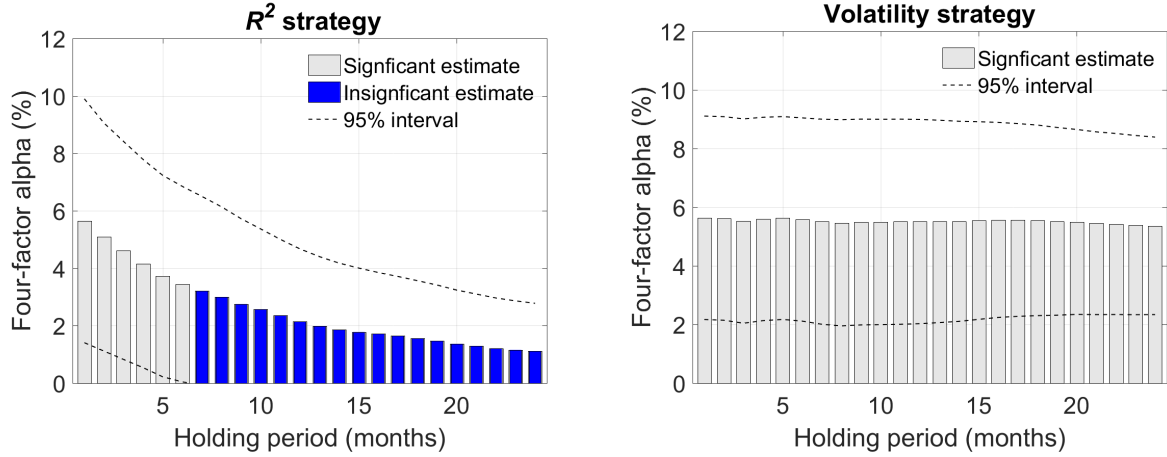 R² strategy
12
10
8
6
4
2
0
Four-factor alpha (%)
Signficant estimate
Insignficant estimate
95% interval
5
10
15
20
Holding period (months)
Volatility strategy
12
10
8
6
4
2
0
Four-factor alpha (%)
Signficant estimate
95% interval
5
10
15
20
Holding period (months)